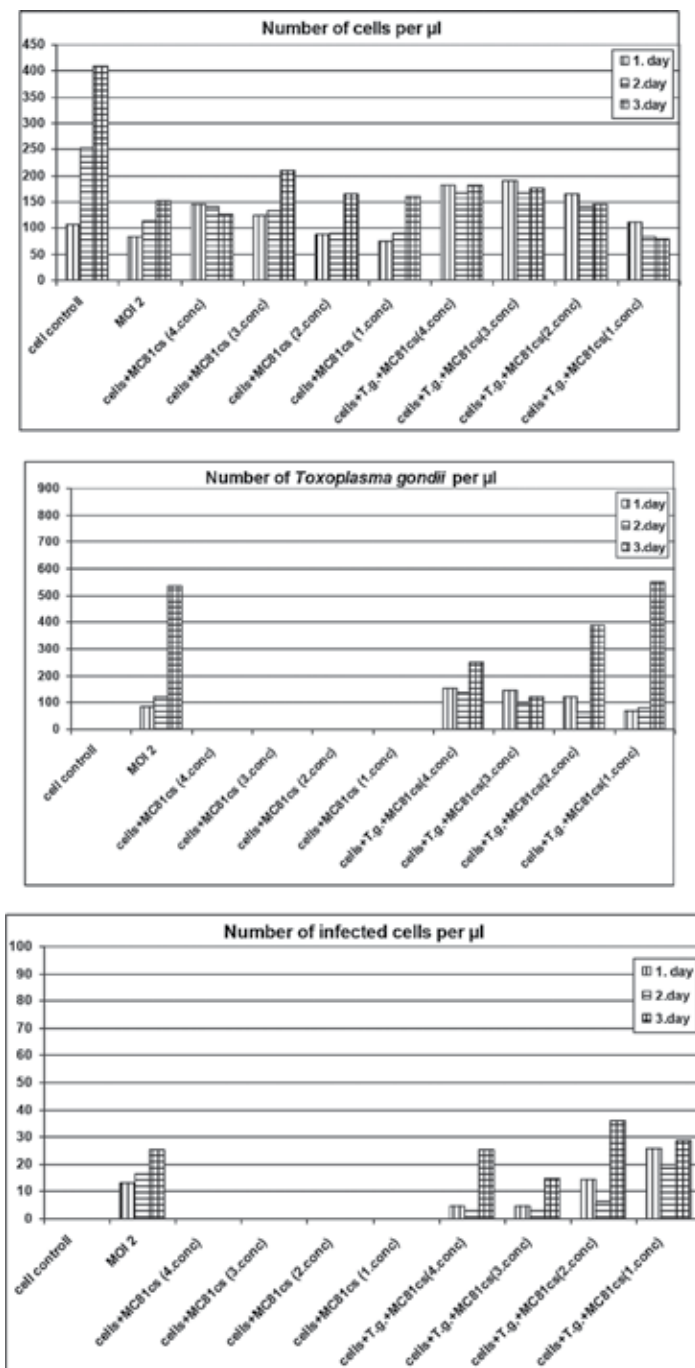 Number of cells per µl
450
400
350
300
250
200
150
100
50
0
1. day
2.day
3.day
cell controll
MOI 2
cells+MC81cs (4.conc)
cells+MC81cs (3.conc)
cells+MC81cs (2.conc)
cells+MC81cs (1.conc)
cells+T.g.+MC81cs(4.conc)
cells+T.g.+MC81cs(3.conc)
cells+T.g.+MC81cs(2.conc)
cells+T.g.+MC81cs(1.conc)
Number of Toxoplasma gondii per µl
900
800
700
600
500
400
300
200
100
0
1.day
2.day
3.day
cell controll
MOI 2
cells+MC81cs (4.conc)
cells+MC81cs (3.conc)
cells+MC81cs (2.conc)
cells+MC81cs (1.conc)
cells+T.g.+MC81cs(4.conc)
cells+T.g.+MC81cs(3.conc)
cells+T.g.+MC81cs(2.conc)
cells+T.g.+MC81cs(1.conc)
Number of infected cells per µl
100
90
80
70
60
50
40
30
20
10
0
1. day
2.day
3.day
cell controll
MOI 2
cells+MC81cs (4.conc)
cells+MC81cs (3.conc)
cells+MC81cs (2.conc)
cells+MC81cs (1.conc)
cells+T.g.+MC81cs(4.conc)
cells+T.g.+MC81cs(3.conc)
cells+T.g.+MC81cs(2.conc)
cells+T.g.+MC81cs(1.conc)